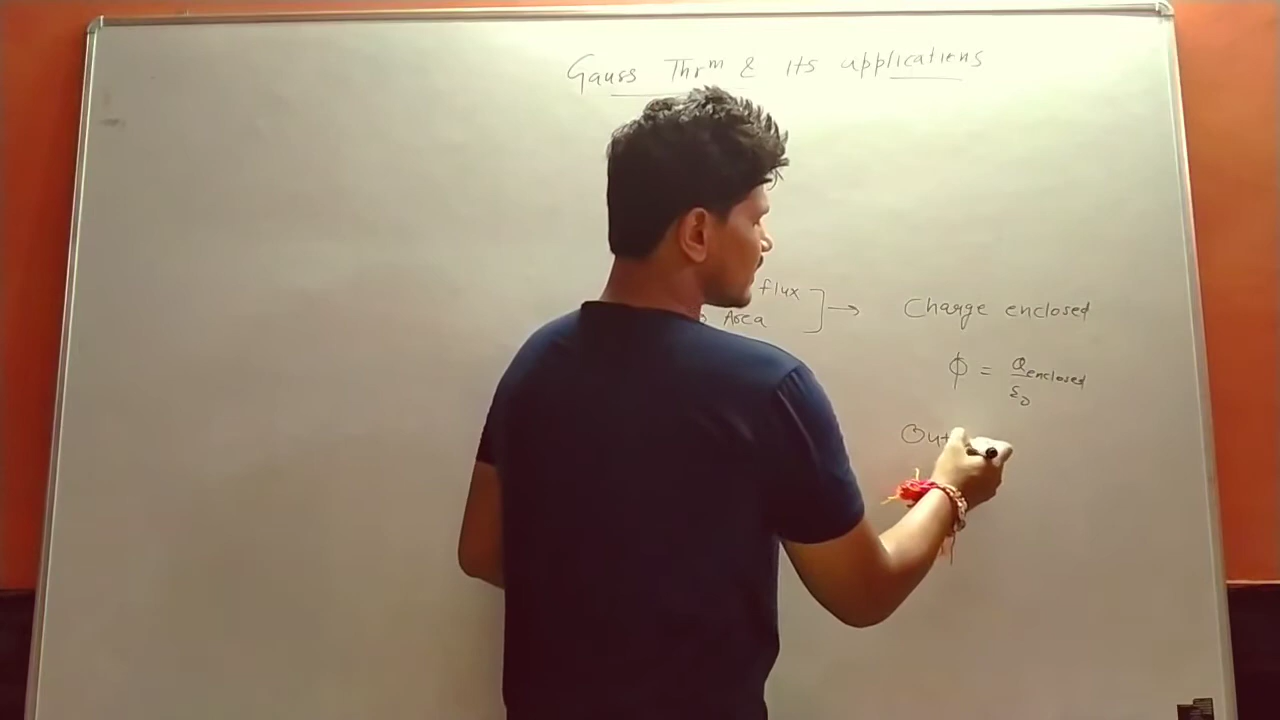 Gauss Thrm & its applications
flux
Area ] → Charge enclosed
ϕ = Qenclosed / ε0
Out